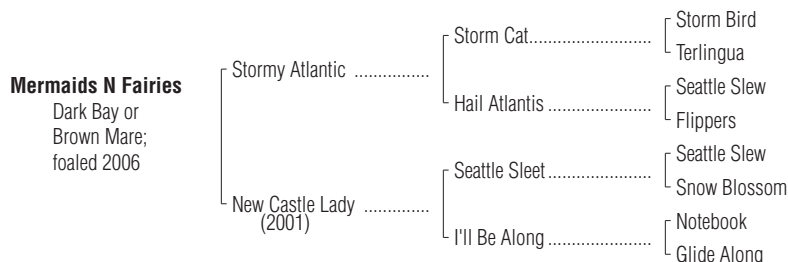 Storm Bird
Storm Cat..............................
Terlingua
Stormy Atlantic ..................
Mermaids N Fairies
Seattle Slew
Dark Bay or
Hail Atlantis .........................
Brown Mare;
Flippers
foaled 2006
Seattle Slew
Seattle Sleet.........................
New Castle Lady ................
Snow Blossom
(2001)
Notebook
I'll Be Along .........................
Glide Along